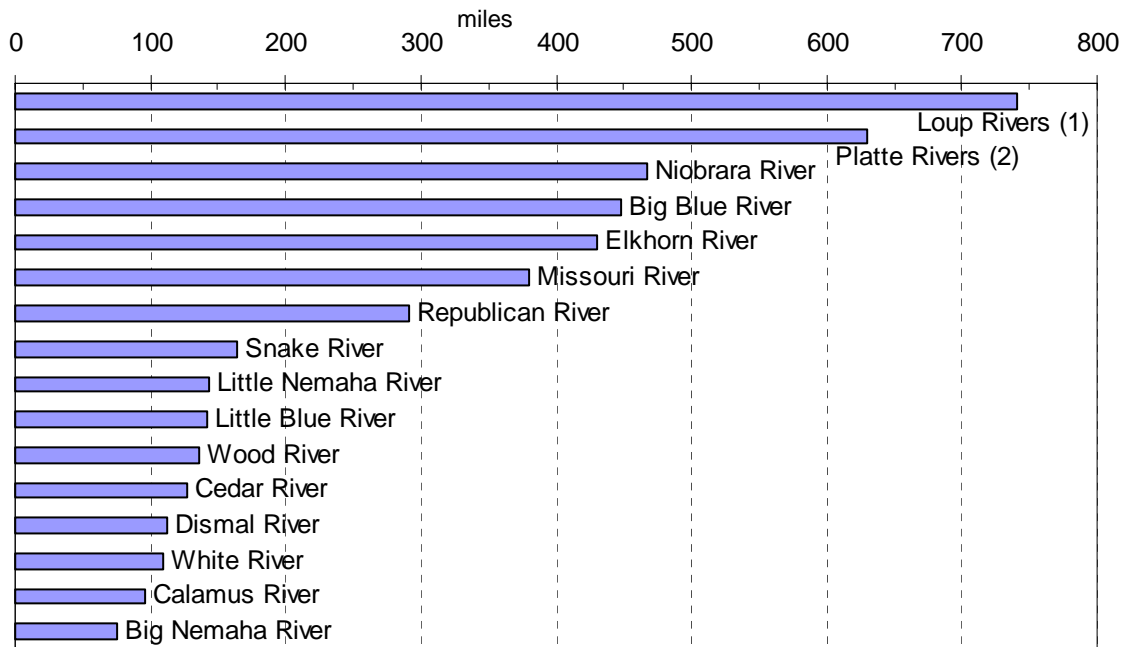 miles
0 100 200 300 400 500 600 700 800
Loup Rivers (1)
Platte Rivers (2)
Niobrara River
Big Blue River
Elkhorn River
Missouri River
Republican River
Snake River
Little Nemaha River
Little Blue River
Wood River
Cedar River
Dismal River
White River
Calamus River
Big Nemaha River